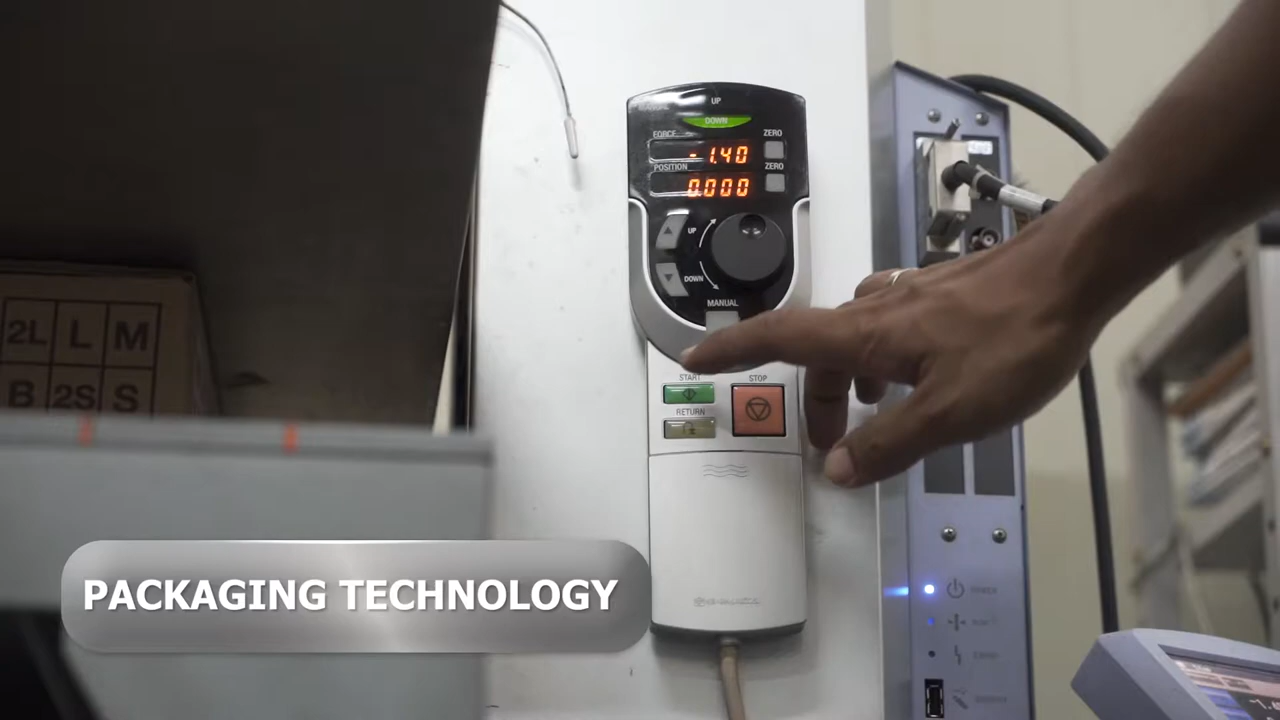 UP
DOWN
FORCE
ZERO
-1.40
POSITION
ZERO
0.000
UP
DOWN
MANUAL
START
STOP
RETURN
2L L M
B 2S S
PACKAGING TECHNOLOGY